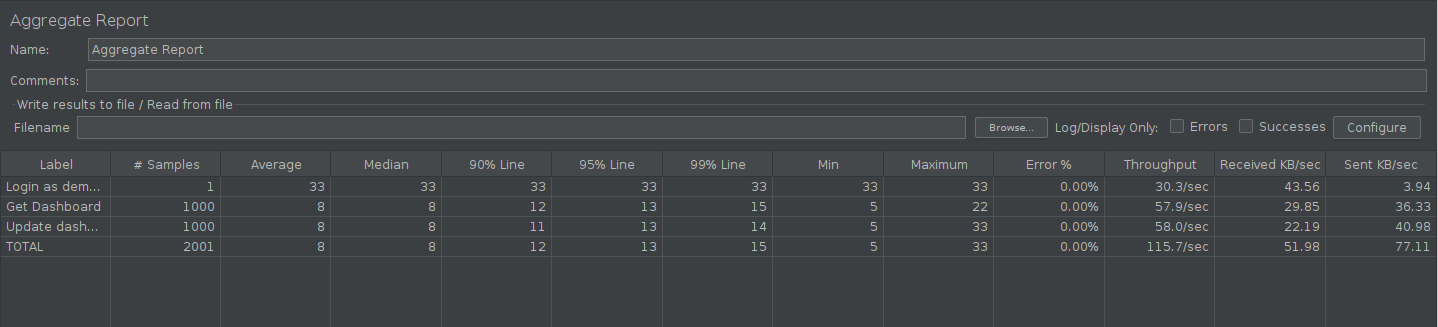 Aggregate Report
Name: Aggregate Report
Comments:
Write results to file / Read from file
Filename Browse... Log/Display Only: Errors Successes Configure
Label # Samples Average Median 90% Line 95% Line 99% Line Min Maximum Error % Throughput Received KB/sec Sent KB/sec
Login as dem... 1 33 33 33 33 33 33 33 0.00% 30.3/sec 43.56 3.94
Get Dashboard 1000 8 8 12 13 15 5 22 0.00% 57.9/sec 29.85 36.33
Update dash... 1000 8 8 11 13 14 5 33 0.00% 58.0/sec 22.19 40.98
TOTAL 2001 8 8 12 13 15 5 33 0.00% 115.7/sec 51.98 77.11